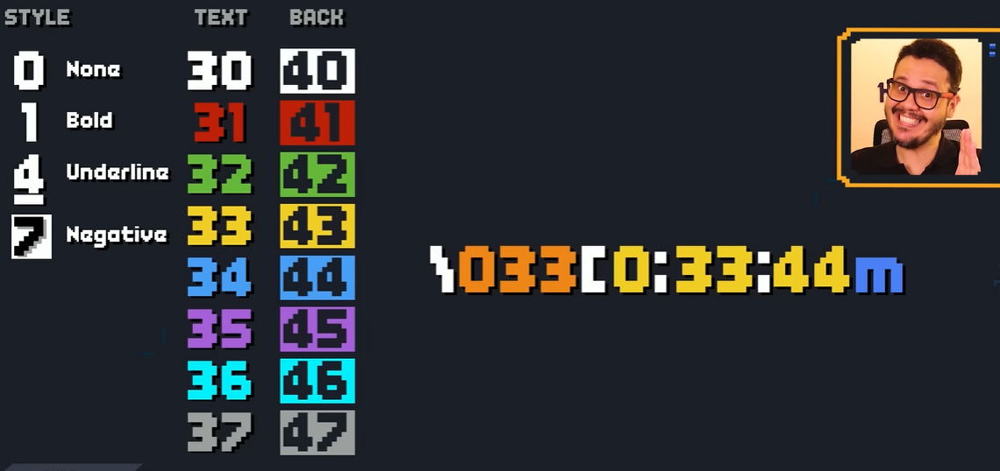 STYLE TEXT BACK
0 None 30 40
1 Bold 31 41
4 Underline 32 42
7 Negative 33 43
\033[0:33:44m
34 44
35 45
36 46
37 47